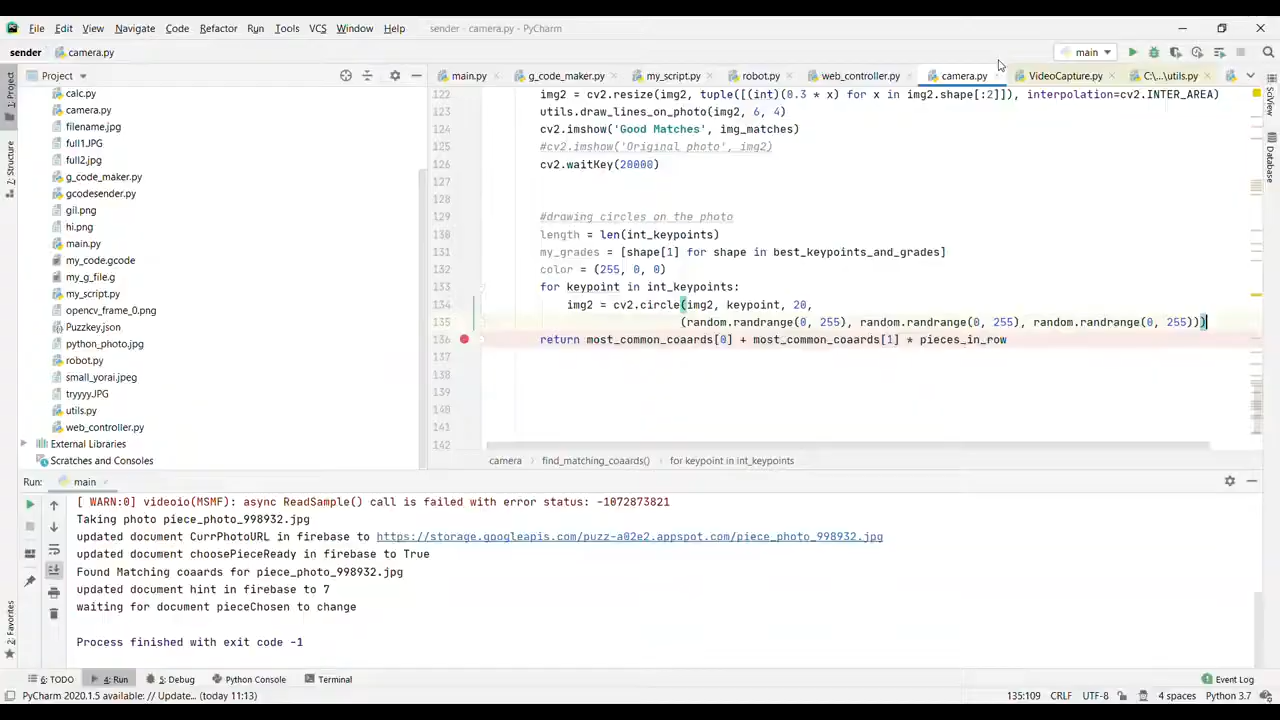 File Edit View Navigate Code Refactor Run Tools VCS Window Help sender - camera.py - PyCharm
sender camera.py main
1: Project
Project
main.py g_code_maker.py my_script.py robot.py web_controller.py camera.py VideoCapture.py C:\...\utils.py
calc.py
camera.py
filename.jpg
full1JPG
full2.jpg
g_code_maker.py
gcodesender.py
gil.png
hi.png
main.py
my_code.gcode
my_g_file.g
my_script.py
opencv_frame_0.png
Puzzkey.json
python_photo.jpg
robot.py
small_yorai.jpeg
tryyyyJPG
utils.py
web_controller.py
External Libraries
Scratches and Consoles
7: Structure
2: Favorites
122 img2 = cv2.resize(img2, tuple([(int)(0.3 * x) for x in img2.shape[:2]]), interpolation=cv2.INTER_AREA)
123 utils.draw_lines_on_photo(img2, 6, 4)
124 cv2.imshow('Good Matches', img_matches)
125 #cv2.imshow('Original photo', img2)
126 cv2.waitKey(20000)
127
128
129 #drawing circles on the photo
130 length = len(int_keypoints)
131 my_grades = [shape[1] for shape in best_keypoints_and_grades]
132 color = (255, 0, 0)
133 for keypoint in int_keypoints:
134 img2 = cv2.circle(img2, keypoint, 20,
135 (random.randrange(0, 255), random.randrange(0, 255), random.randrange(0, 255)))
136 return most_common_coaards[0] + most_common_coaards[1] * pieces_in_row
137
138
139
140
141
142
SciView
Database
camera find_matching_coaards() for keypoint in int_keypoints
Run: main
[ WARN:0] videoio(MSMF): async ReadSample() call is failed with error status: -1072873821
Taking photo piece_photo_998932.jpg
updated document CurrPhotoURL in firebase to https://storage.googleapis.com/puzz-a02e2.appspot.com/piece_photo_998932.jpg
updated document choosePieceReady in firebase to True
Found Matching coaards for piece_photo_998932.jpg
updated document hint in firebase to 7
waiting for document pieceChosen to change
Process finished with exit code -1
6: TODO 4: Run 5: Debug Python Console Terminal Event Log
PyCharm 2020.1.5 available: // Update... (today 11:13) 135:109 CRLF UTF-8 4 spaces Python 3.7